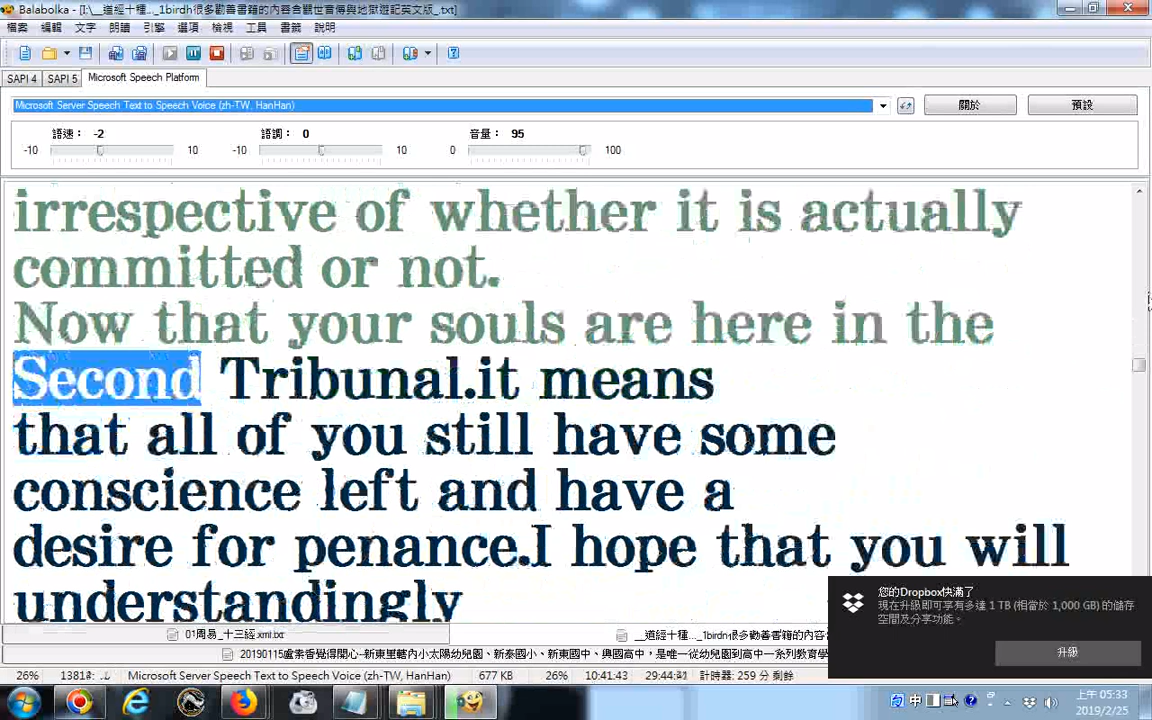 Balabolka - [I:\__道經十種..._1birdh很多勸善書籍的內容會觀世音傳與地獄遊記英文版_.txt]
檔案 編輯 文字 朗讀 引擎 選項 檢視 工具 書籤 說明
SAPI 4 SAPI 5 Microsoft Speech Platform
Microsoft Server Speech Text to Speech Voice (zh-TW, HanHan)
關於 預設
語速： -2 語調： 0 音量： 95
-10 10 -10 10 0 100
irrespective of whether it is actually
committed or not.
Now that your souls are here in the
Second Tribunal.it means
that all of you still have some
conscience left and have a
desire for penance.I hope that you will
understandingly
您的Dropbox快滿了
現在升級即可享有多達 1 TB (相當於 1,000 GB) 的儲存
空間及分享功能。
升級
01周易_十三經.xml.txt
__道經十種..._1birdh很多勸善書籍的內容
20190115盧素香覺得開心--新東里轄內小太陽幼兒園、新泰國小、新東國中、興國高中，是唯一從幼兒園到高中一系列教育學
26% Microsoft Server Speech Text to Speech Voice (zh-TW, HanHan) 677 KB 26% 10:41:43 29:44: 計時器： 259 分 剩餘
中
上午 05:33
2019/2/25